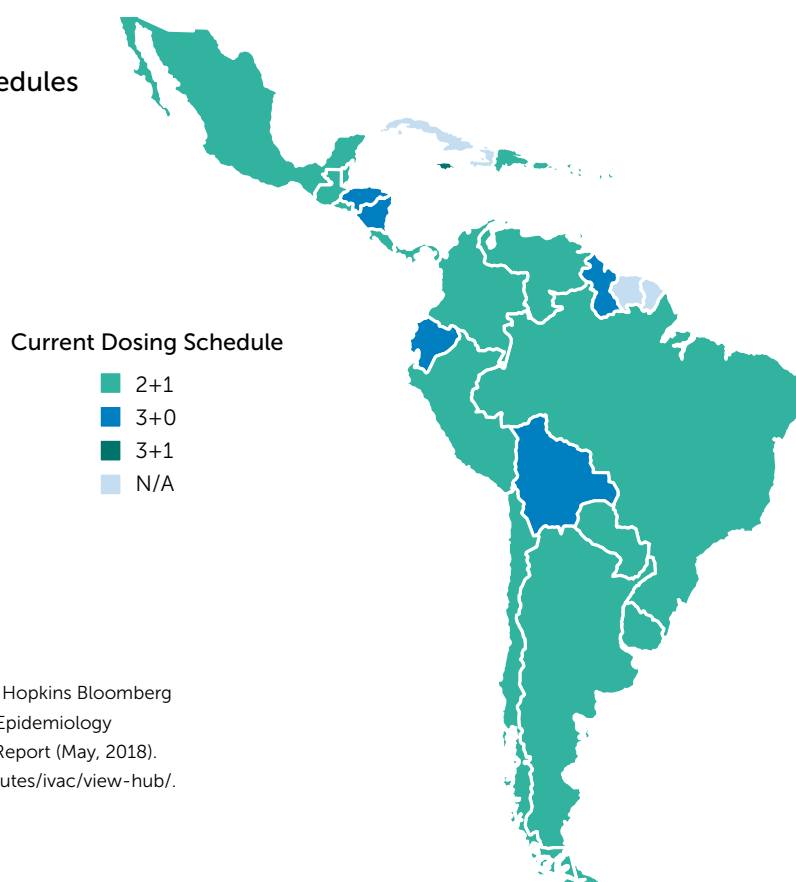 edules
Current Dosing Schedule
2+1
3+0
3+1
N/A
Hopkins Bloomberg
Epidemiology
Report (May, 2018).
utes/ivac/view-hub/.